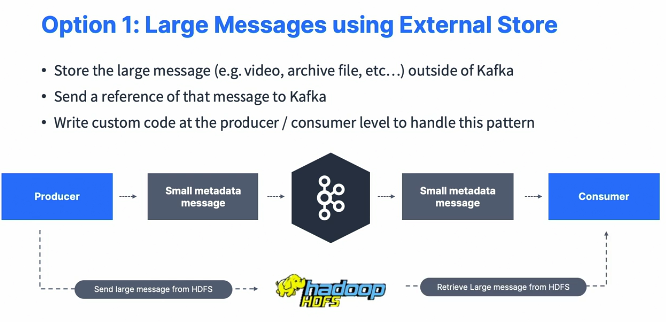 Option 1: Large Messages using External Store
• Store the large message (e.g. video, archive file, etc...) outside of Kafka
• Send a reference of that message to Kafka
• Write custom code at the producer / consumer level to handle this pattern
Producer
Small metadata
message
Small metadata
message
Consumer
Send large message from HDFS
hadoop
HDFS
Retrieve Large message from HDFS